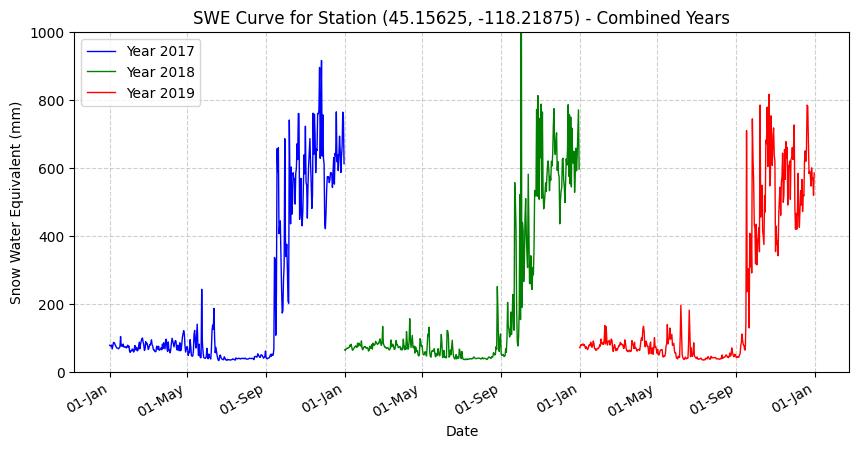 SWE Curve for Station (45.15625, -118.21875) - Combined Years
Year 2017
Year 2018
Year 2019
Snow Water Equivalent (mm)
1000
800
600
400
200
0
01-Jan
01-May
01-Sep
01-Jan
01-May
01-Sep
01-Jan
01-May
01-Sep
01-Jan
Date